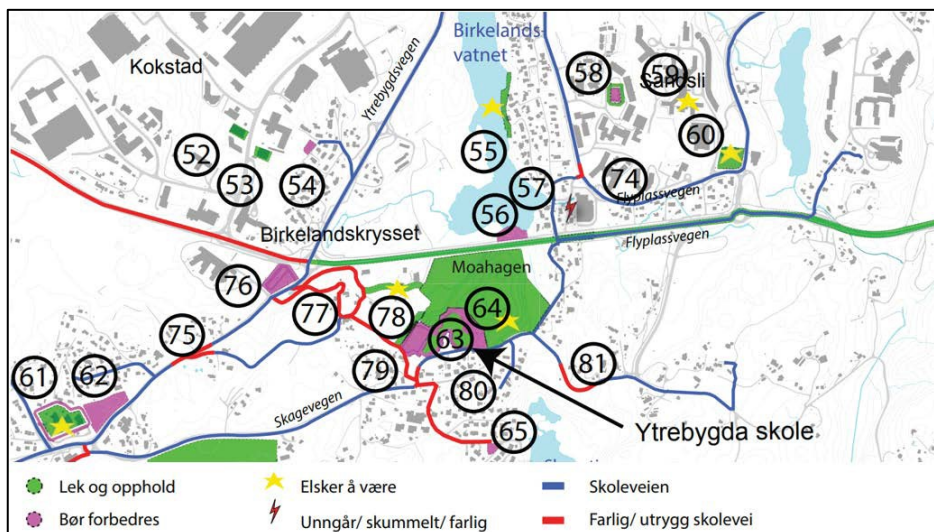 Birkelands-
vatnet
Kokstad
Ytrebygdsvegen
58
59
Sandsli
60
52
53
54
55
57
74
56
Flyplassvegen
Birkelandskrysset
Flyplassvegen
Moahagen
76
77
78
64
63
75
61
62
79
80
81
Skagevegen
65
Ytrebygda skole
Lek og opphold
Elsker å være
Skoleveien
Bør forbedres
Unngår/ skummelt/ farlig
Farlig/ utrygg skolevei